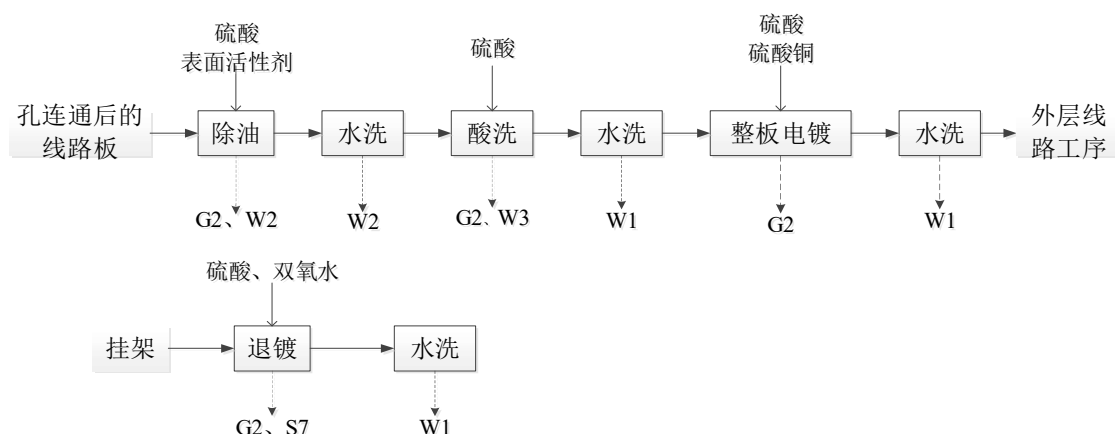 硫酸
表面活性剂
硫酸
硫酸
硫酸铜
孔连通后的
线路板
除油
水洗
酸洗
水洗
整板电镀
水洗
外层线
路工序
G2、W2
W2
G2、W3
W1
G2
W1
硫酸、双氧水
挂架
退镀
水洗
G2、S7
W1